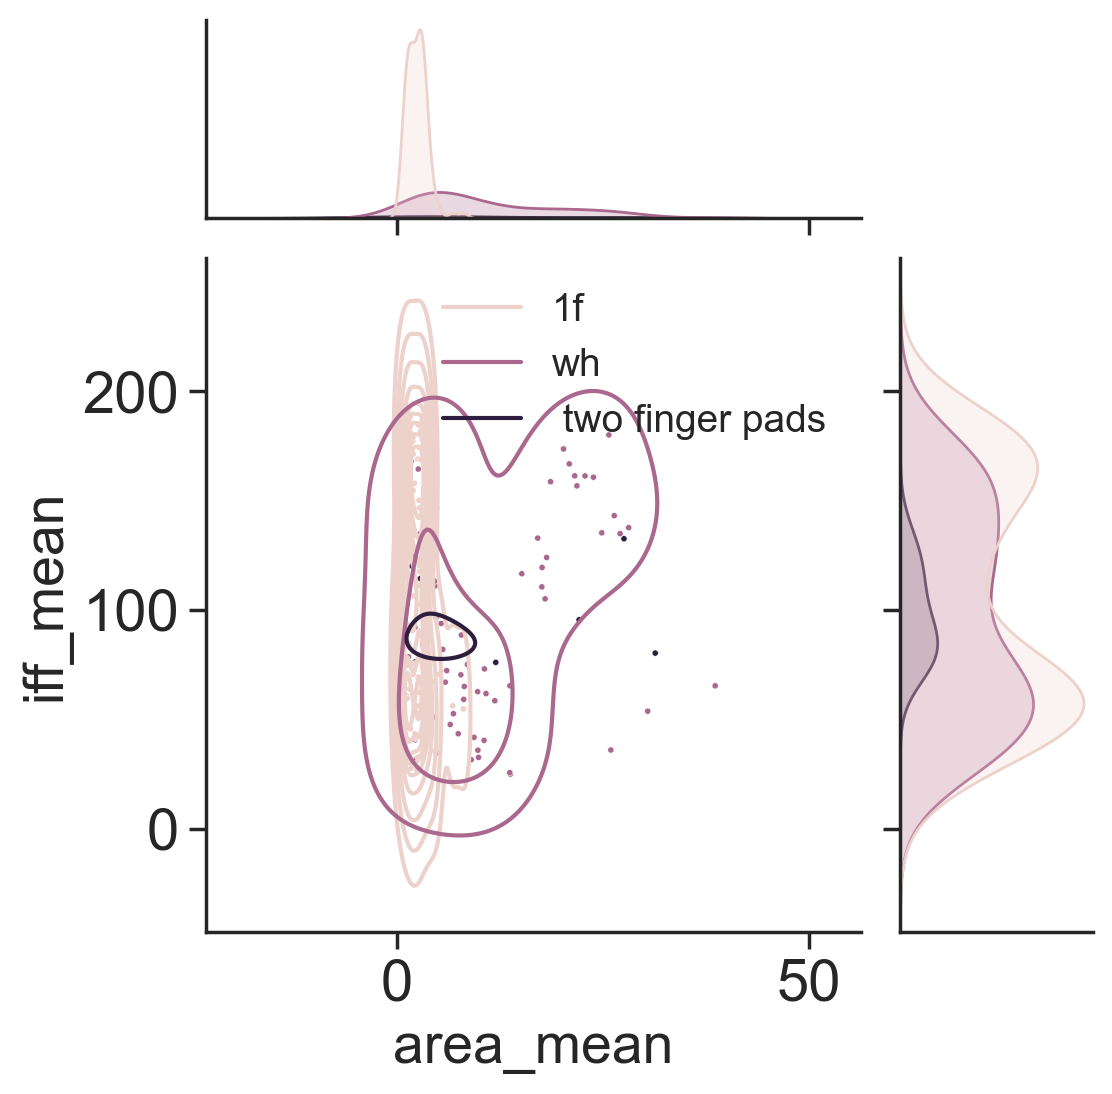 1f
wh
two finger pads
200
100
0
iff_mean
0 50
area_mean